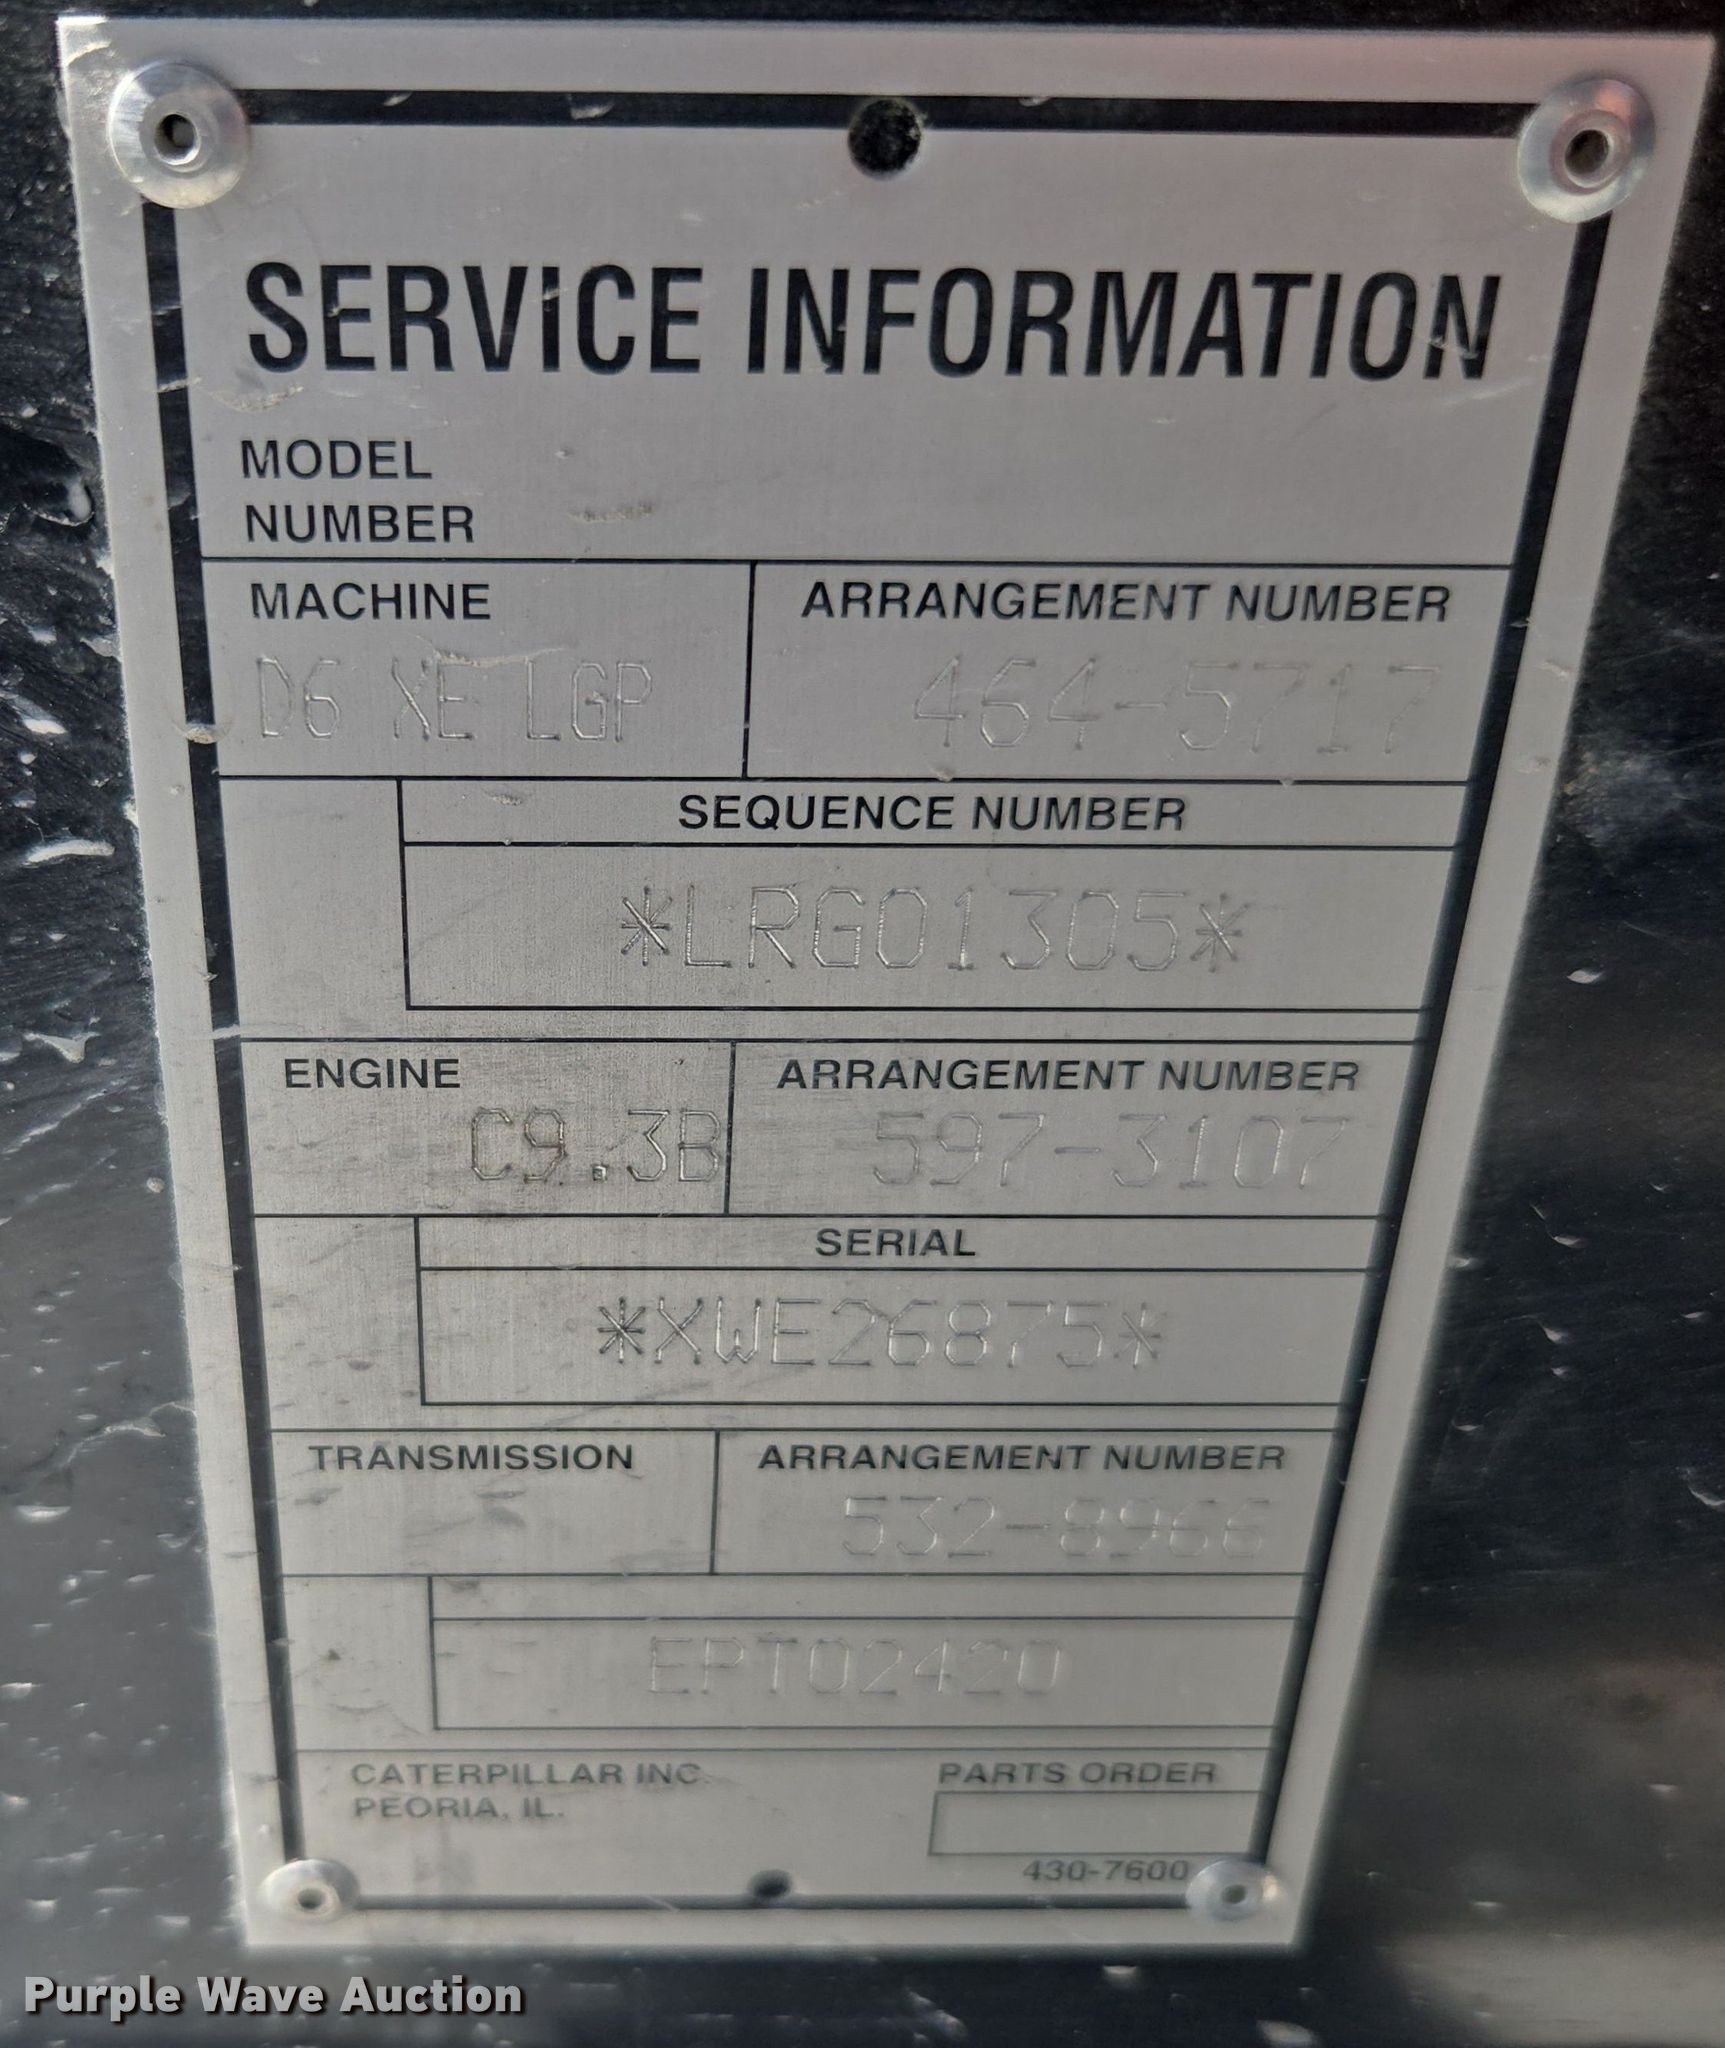 SERVICE INFORMATION
MODEL
NUMBER
MACHINE
ARRANGEMENT NUMBER
D6 XE LGP
464-5717
SEQUENCE NUMBER
*LRG01305*
ENGINE
ARRANGEMENT NUMBER
C9.3B
597-3107
SERIAL
*XWE26875*
TRANSMISSION
ARRANGEMENT NUMBER
532-8966
EPT02420
CATERPILLAR INC.
PEORIA, IL.
PARTS ORDER
430-7600
Purple Wave Auction